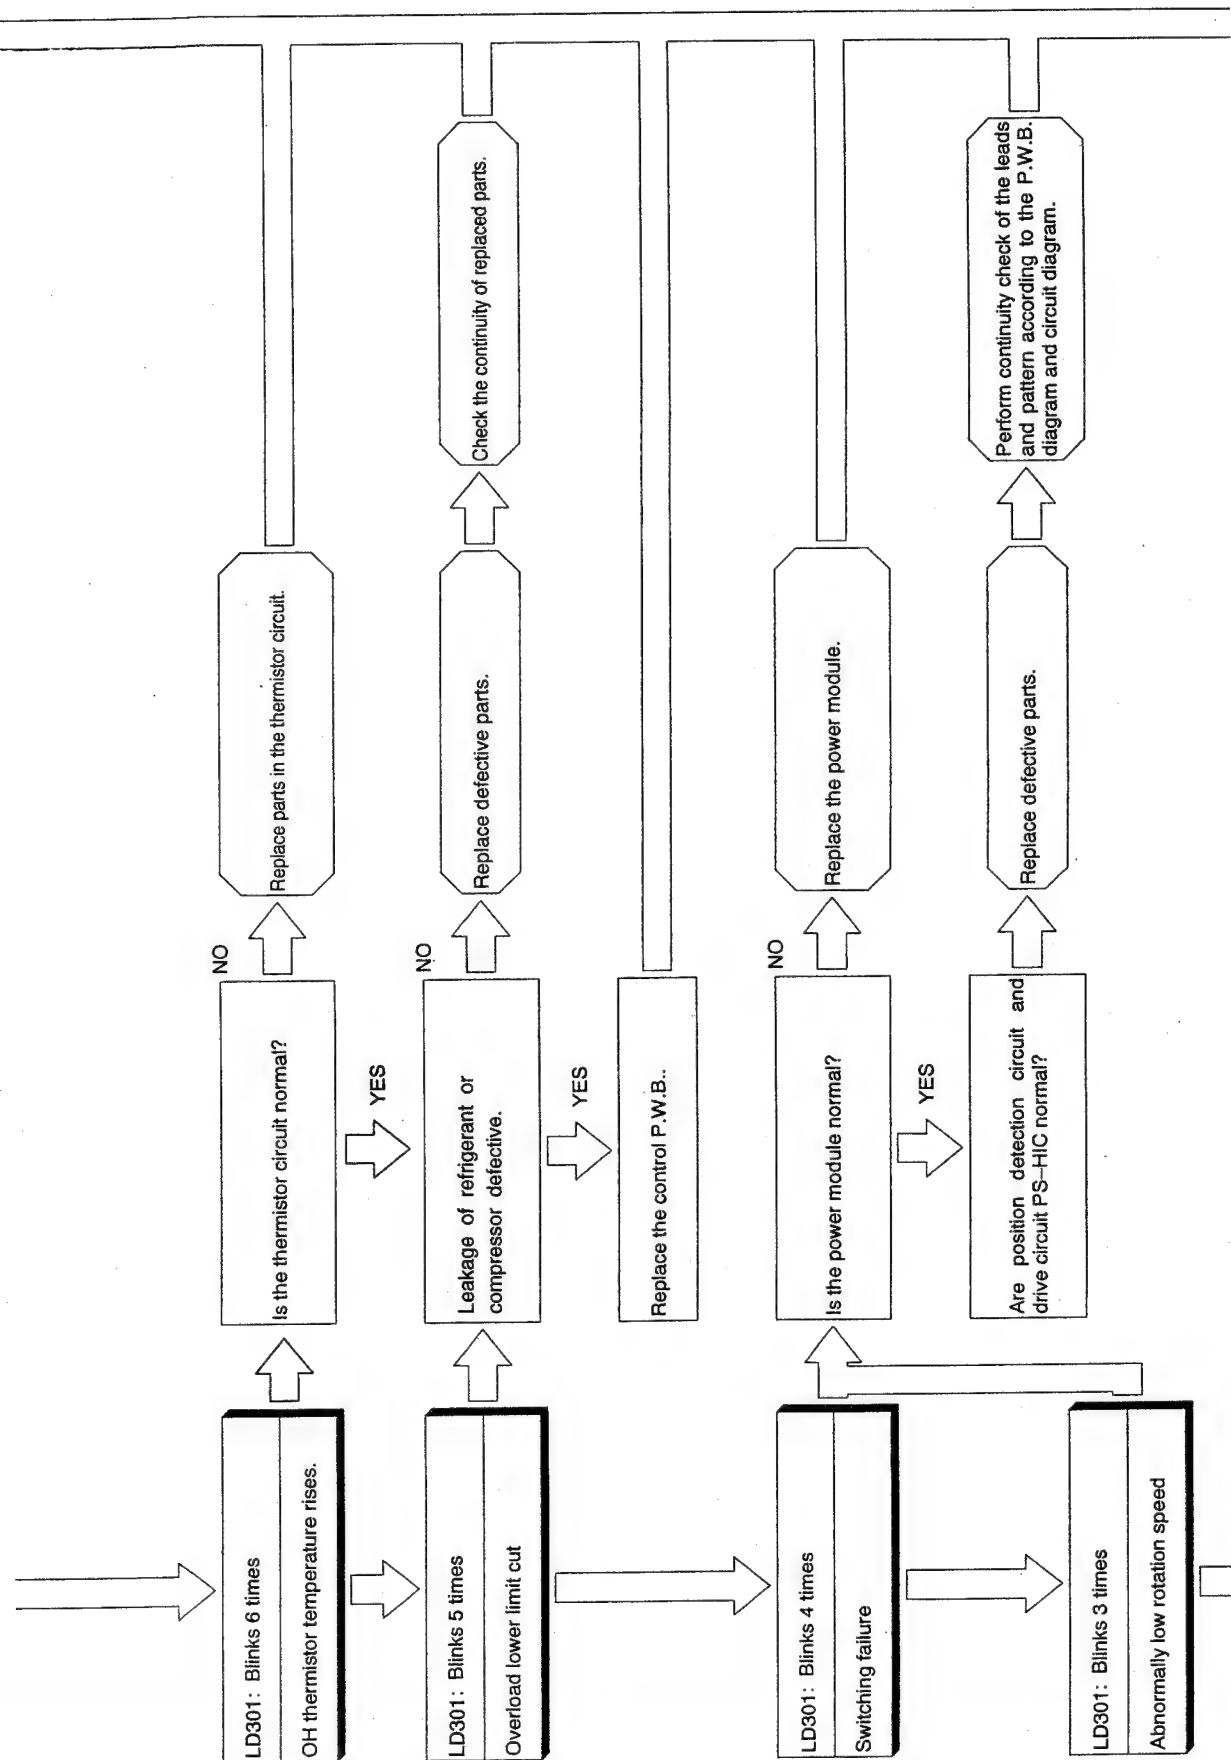 LD301: Blinks 6 times
OH thermistor temperature rises.
Is the thermistor circuit normal?
NO
Replace parts in the thermistor circuit.
YES
LD301: Blinks 5 times
Overload lower limit cut
Leakage of refrigerant or
compressor defective.
NO
Replace defective parts.
Check the continuity of replaced parts.
YES
Replace the control P.W.B..
LD301: Blinks 4 times
Switching failure
Is the power module normal?
NO
Replace the power module.
YES
Are position detection circuit and
drive circuit PS–HIC normal?
Replace defective parts.
Perform continuity check of the leads
and pattern according to the P.W.B.
diagram and circuit diagram.
LD301: Blinks 3 times
Abnormally low rotation speed